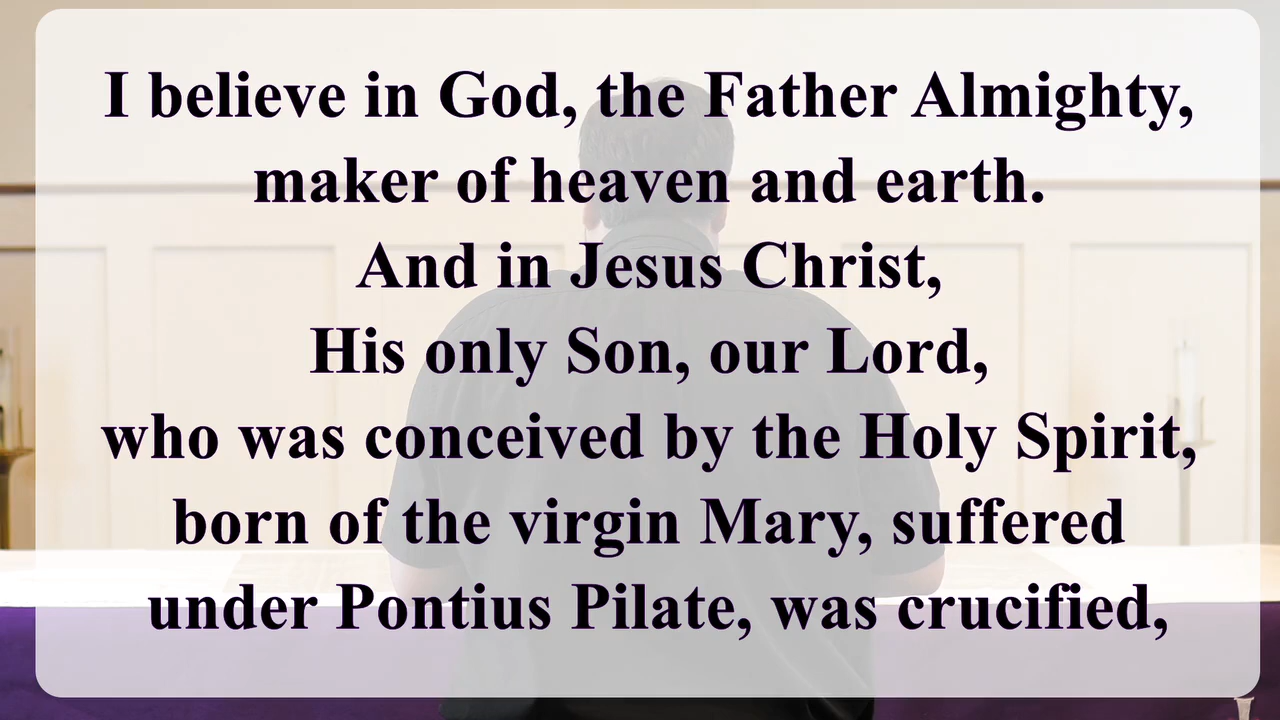 I believe in God, the Father Almighty,
maker of heaven and earth.
And in Jesus Christ,
His only Son, our Lord,
who was conceived by the Holy Spirit,
born of the virgin Mary, suffered
under Pontius Pilate, was crucified,